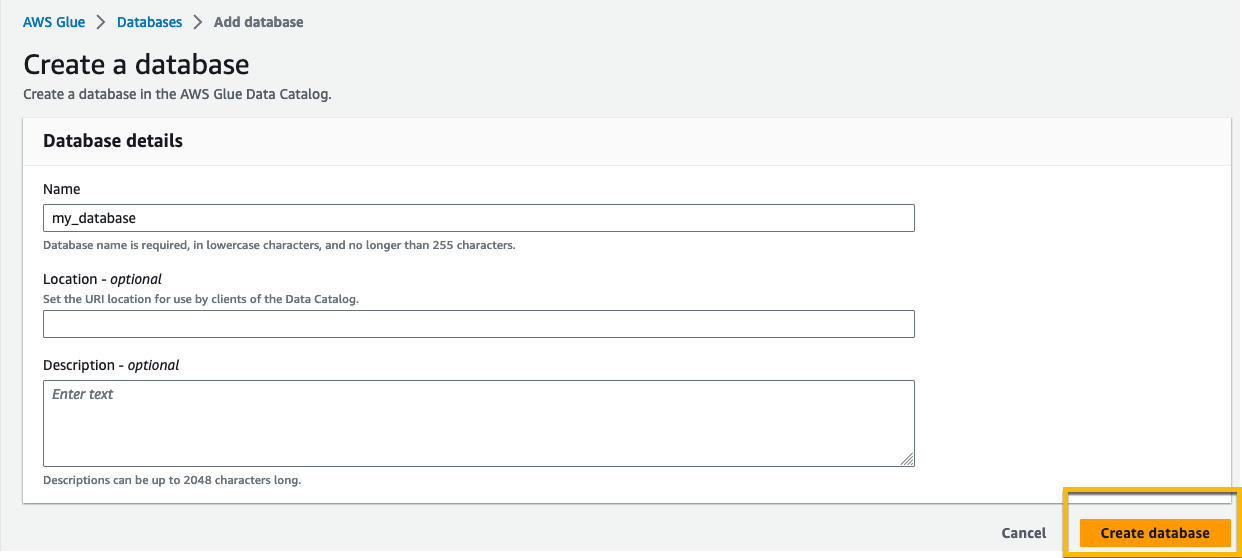 AWS Glue > Databases > Add database
Create a database
Create a database in the AWS Glue Data Catalog.
Database details
Name
my_database
Database name is required, in lowercase characters, and no longer than 255 characters.
Location - optional
Set the URI location for use by clients of the Data Catalog.
Description - optional
Enter text
Descriptions can be up to 2048 characters long.
Cancel Create database